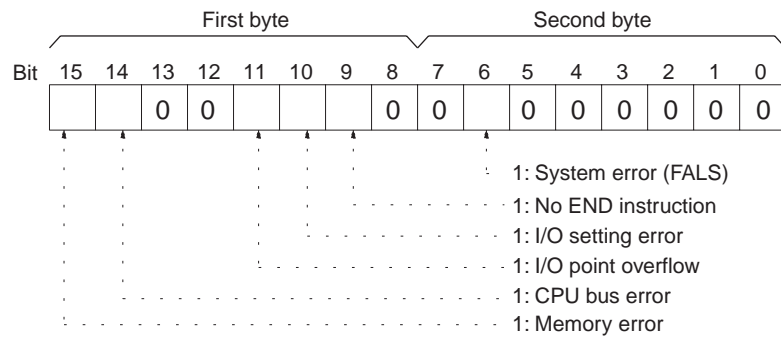 First byte Second byte
Bit 15 14 13 12 11 10 9 8 7 6 5 4 3 2 1 0
0 0 0 0 0 0 0 0 0 0
1: System error (FALS)
1: No END instruction
1: I/O setting error
1: I/O point overflow
1: CPU bus error
1: Memory error